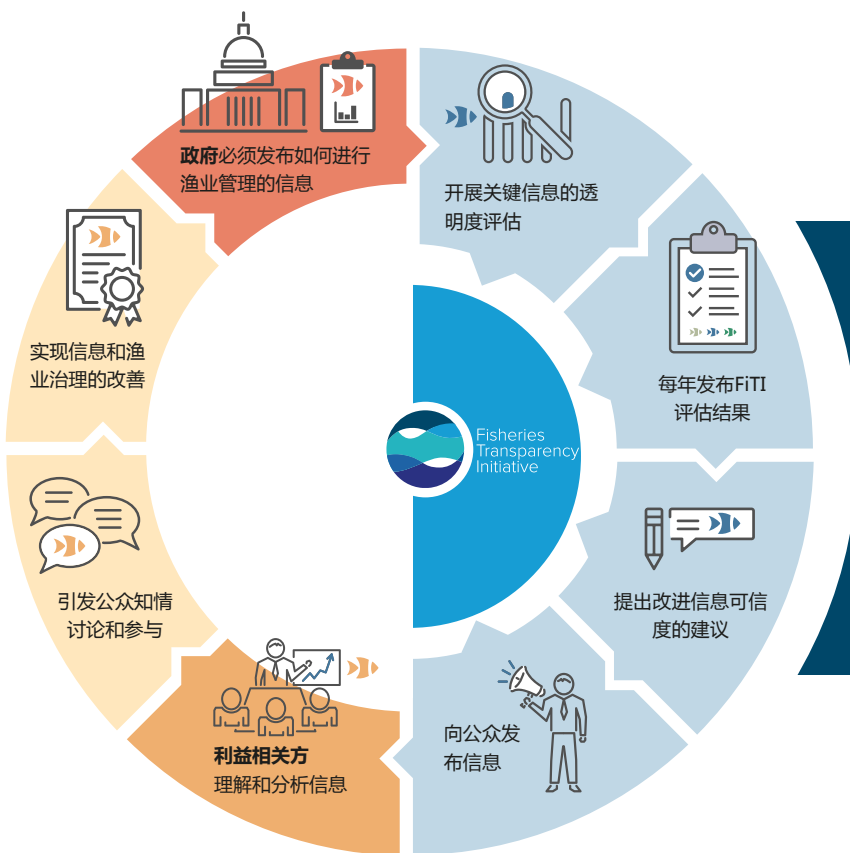 政府必须发布如何进行
渔业管理的信息
开展关键信息的透
明度评估
每年发布FiTI
评估结果
提出改进信息可信
度的建议
向公众发
布信息
利益相关方
理解和分析信息
引发公众知情
讨论和参与
实现信息和渔
业治理的改善
Fisheries
Transparency
Initiative